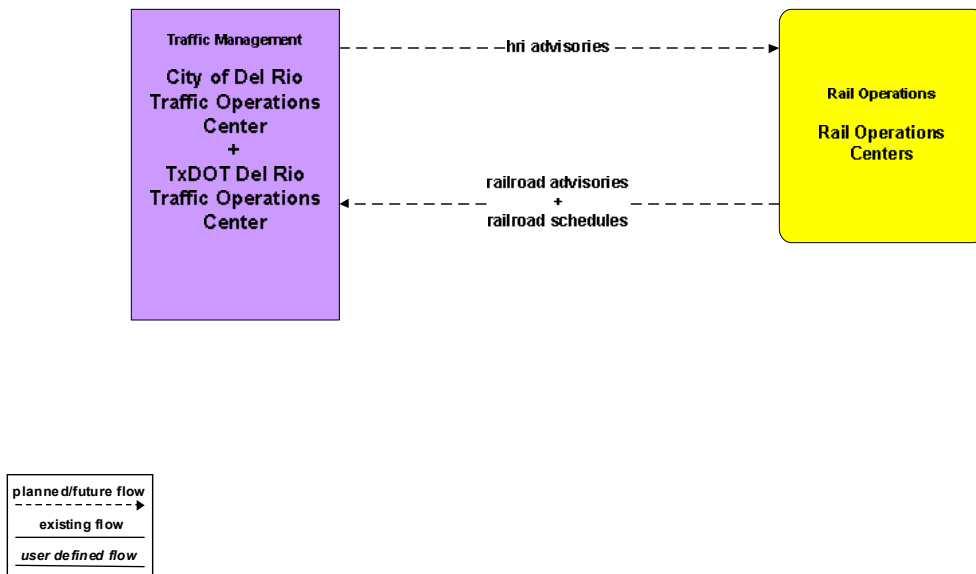 Traffic Management
City of Del Rio
Traffic Operations
Center
+
TxDOT Del Rio
Traffic Operations
Center
hri advisories
railroad advisories
+
railroad schedules
Rail Operations
Rail Operations
Centers
planned/future flow
existing flow
user defined flow